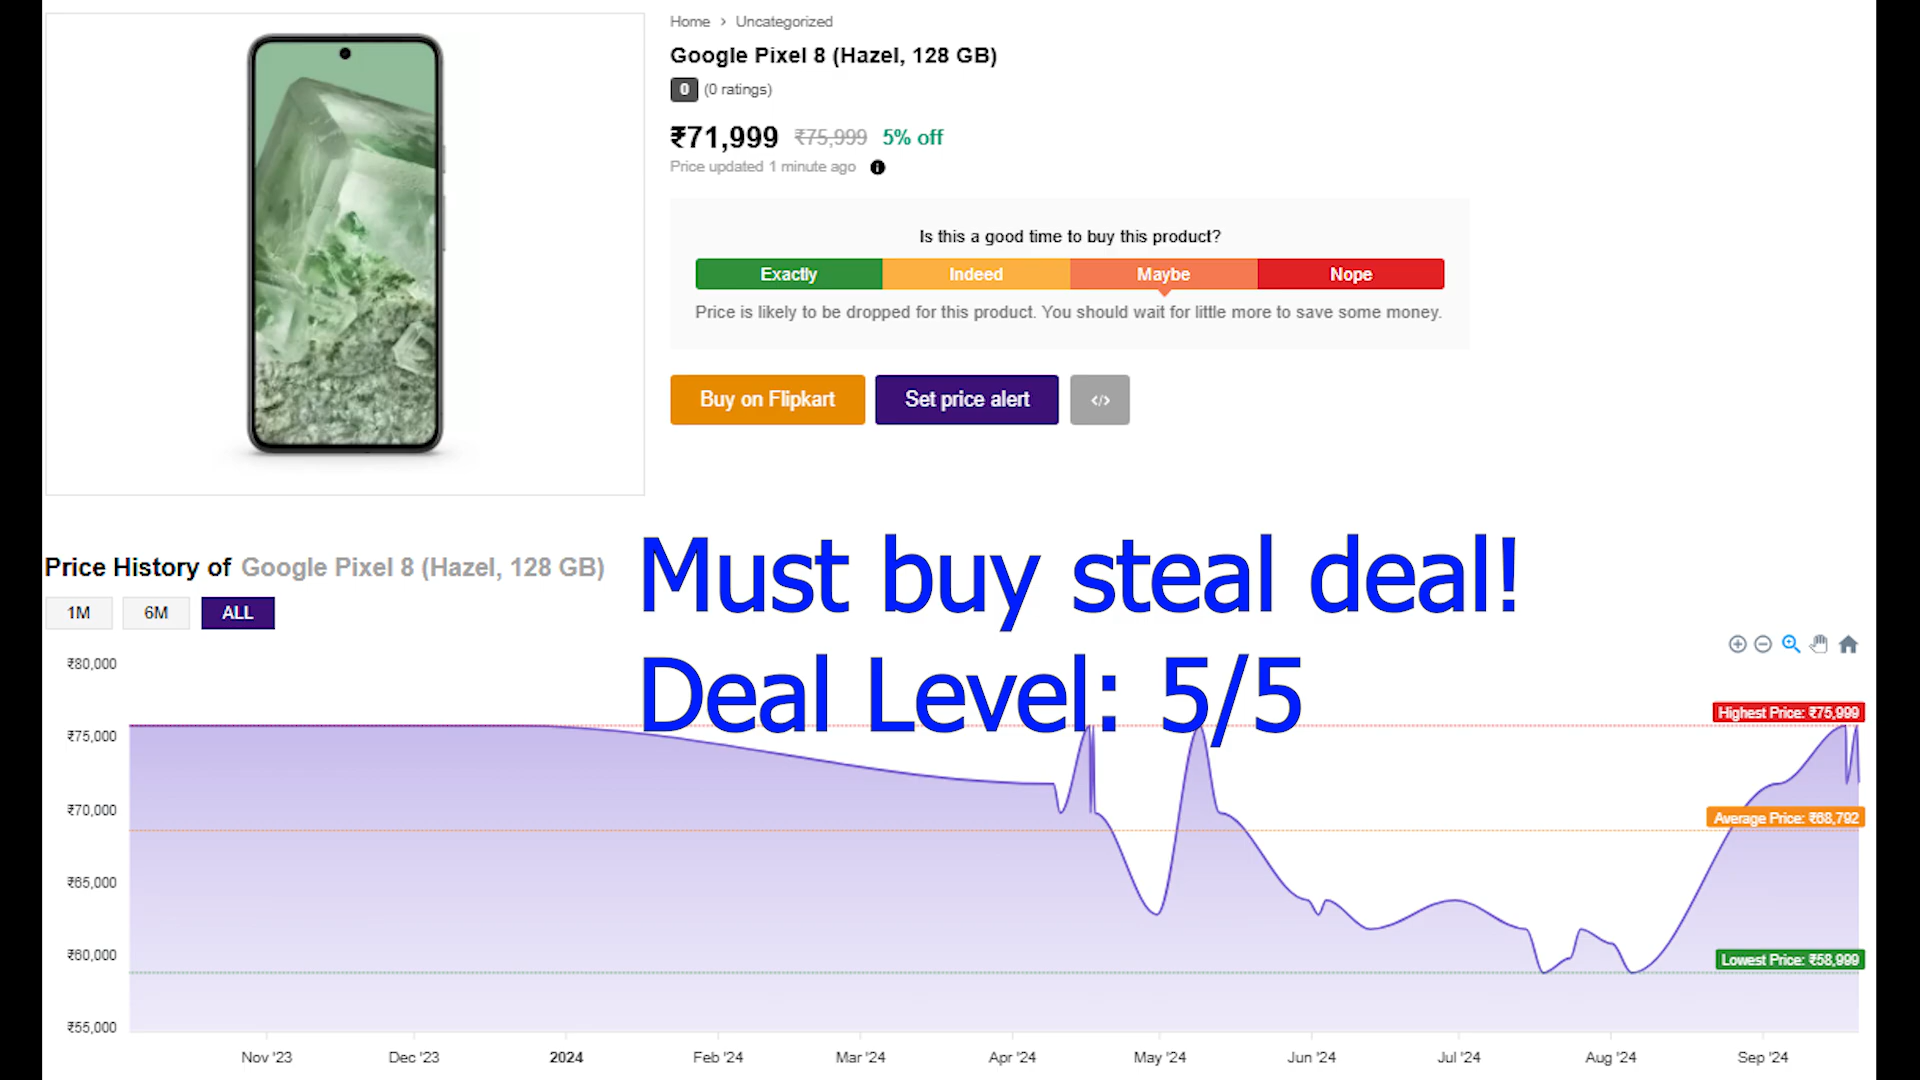 Home > Uncategorized
Google Pixel 8 (Hazel, 128 GB)
0 (0 ratings)
₹71,999 ₹75,999 5% off
Price updated 1 minute ago
Is this a good time to buy this product?
Exactly Indeed Maybe Nope
Price is likely to be dropped for this product. You should wait for little more to save some money.
Buy on Flipkart Set price alert </>
Price History of Google Pixel 8 (Hazel, 128 GB)
Must buy steal deal!
1M 6M ALL
Deal Level: 5/5
₹80,000
Highest Price: ₹75,999
₹75,000
₹70,000
Average Price: ₹68,792
₹65,000
₹60,000
Lowest Price: ₹58,999
₹55,000
Nov '23 Dec '23 2024 Feb '24 Mar '24 Apr '24 May '24 Jun '24 Jul '24 Aug '24 Sep '24